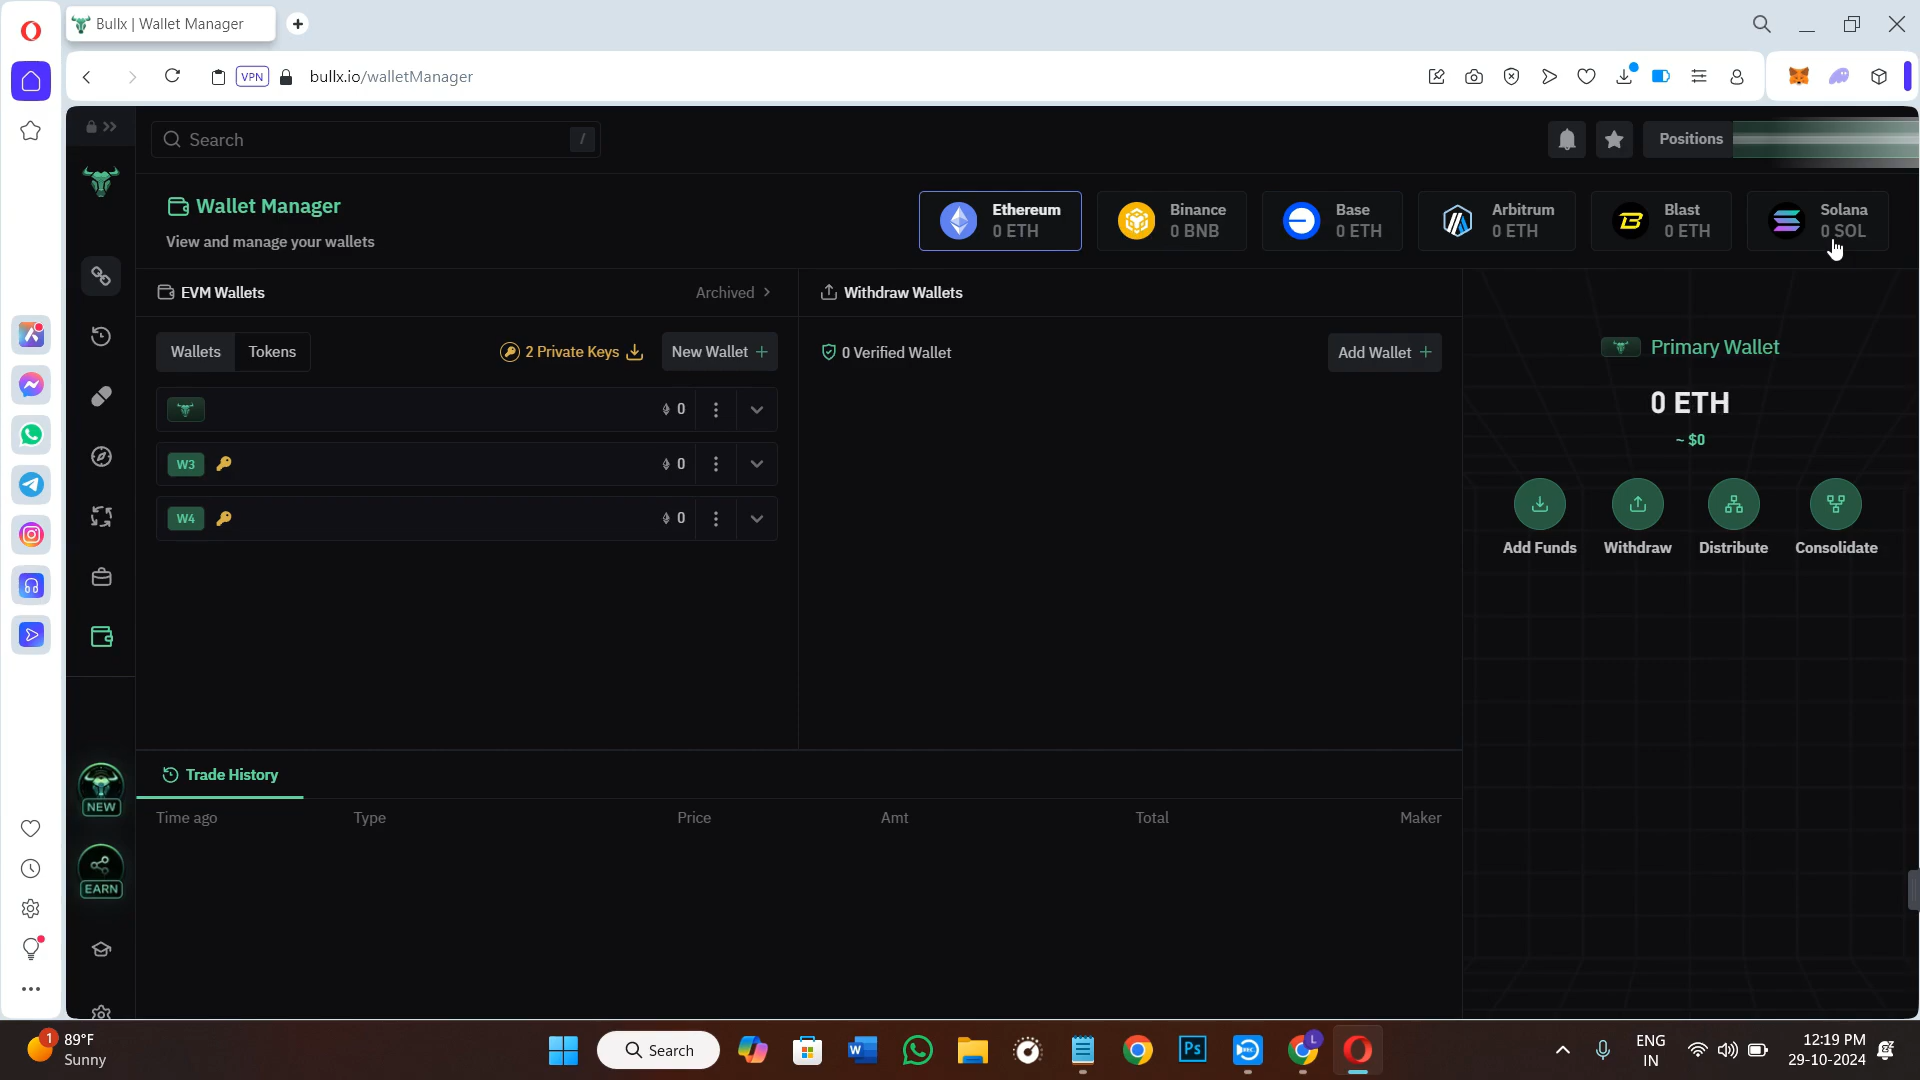 Bullx | Wallet Manager
VPN
bullx.io/walletManager
Search
/
Positions
Wallet Manager
View and manage your wallets
Ethereum
0 ETH
Binance
0 BNB
Base
0 ETH
Arbitrum
0 ETH
Blast
0 ETH
Solana
0 SOL
EVM Wallets
Archived
Withdraw Wallets
Wallets
Tokens
2 Private Keys
New Wallet +
0 Verified Wallet
Add Wallet +
0
W3
0
W4
0
Primary Wallet
0 ETH
~ $0
Add Funds
Withdraw
Distribute
Consolidate
Trade History
Time ago
Type
Price
Amt
Total
Maker
NEW
EARN
1
89°F
Sunny
Search
W
Ps
REC
L
ENG
IN
12:19 PM
29-10-2024